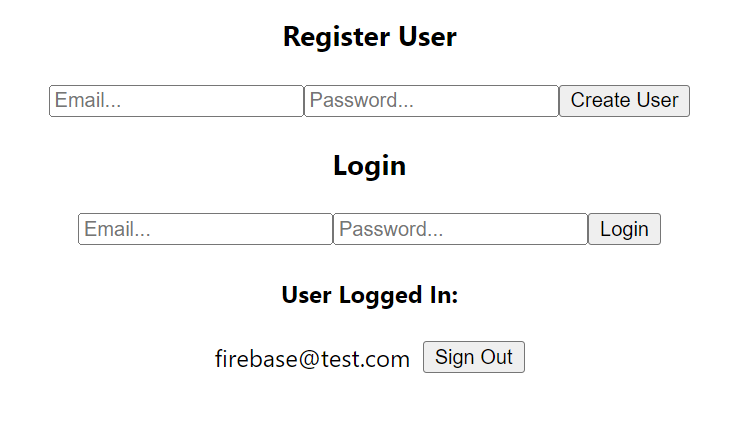 Register User
Email... Password... Create User
Login
Email... Password... Login
User Logged In:
firebase@test.com Sign Out